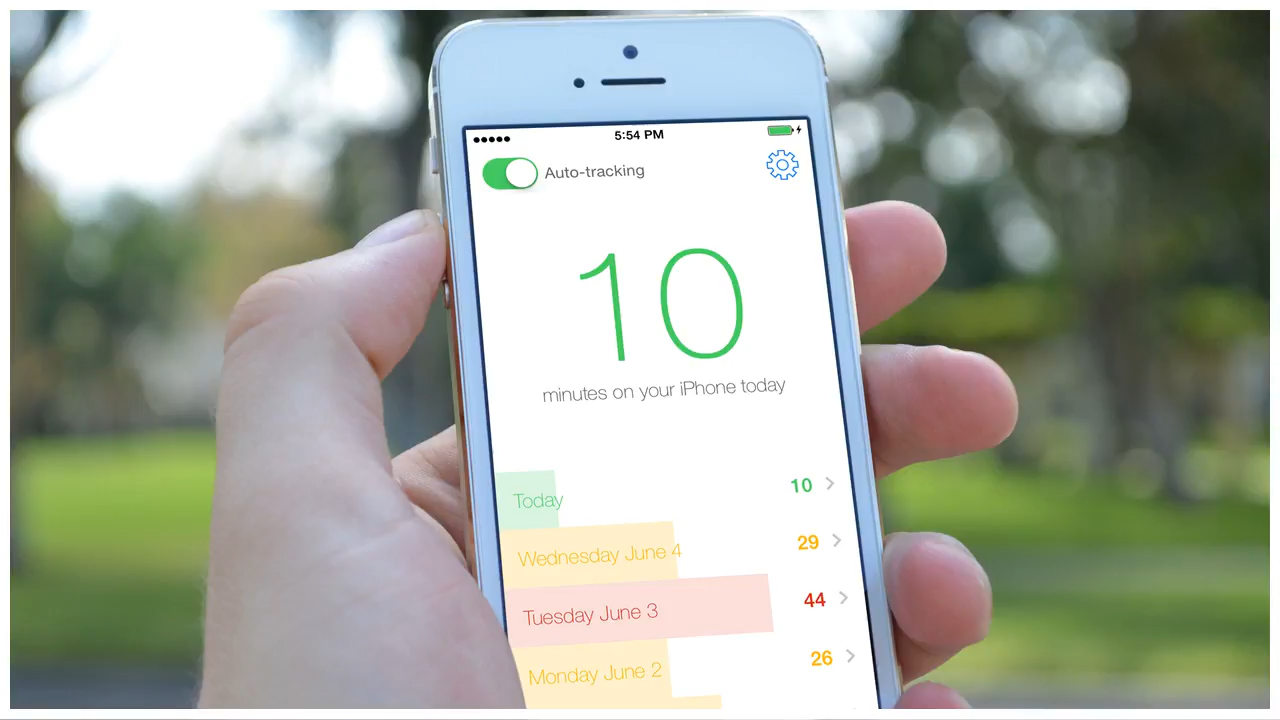 5:54 PM
Auto-tracking
10
minutes on your iPhone today
Today 10
Wednesday June 4 29
Tuesday June 3 44
Monday June 2 26